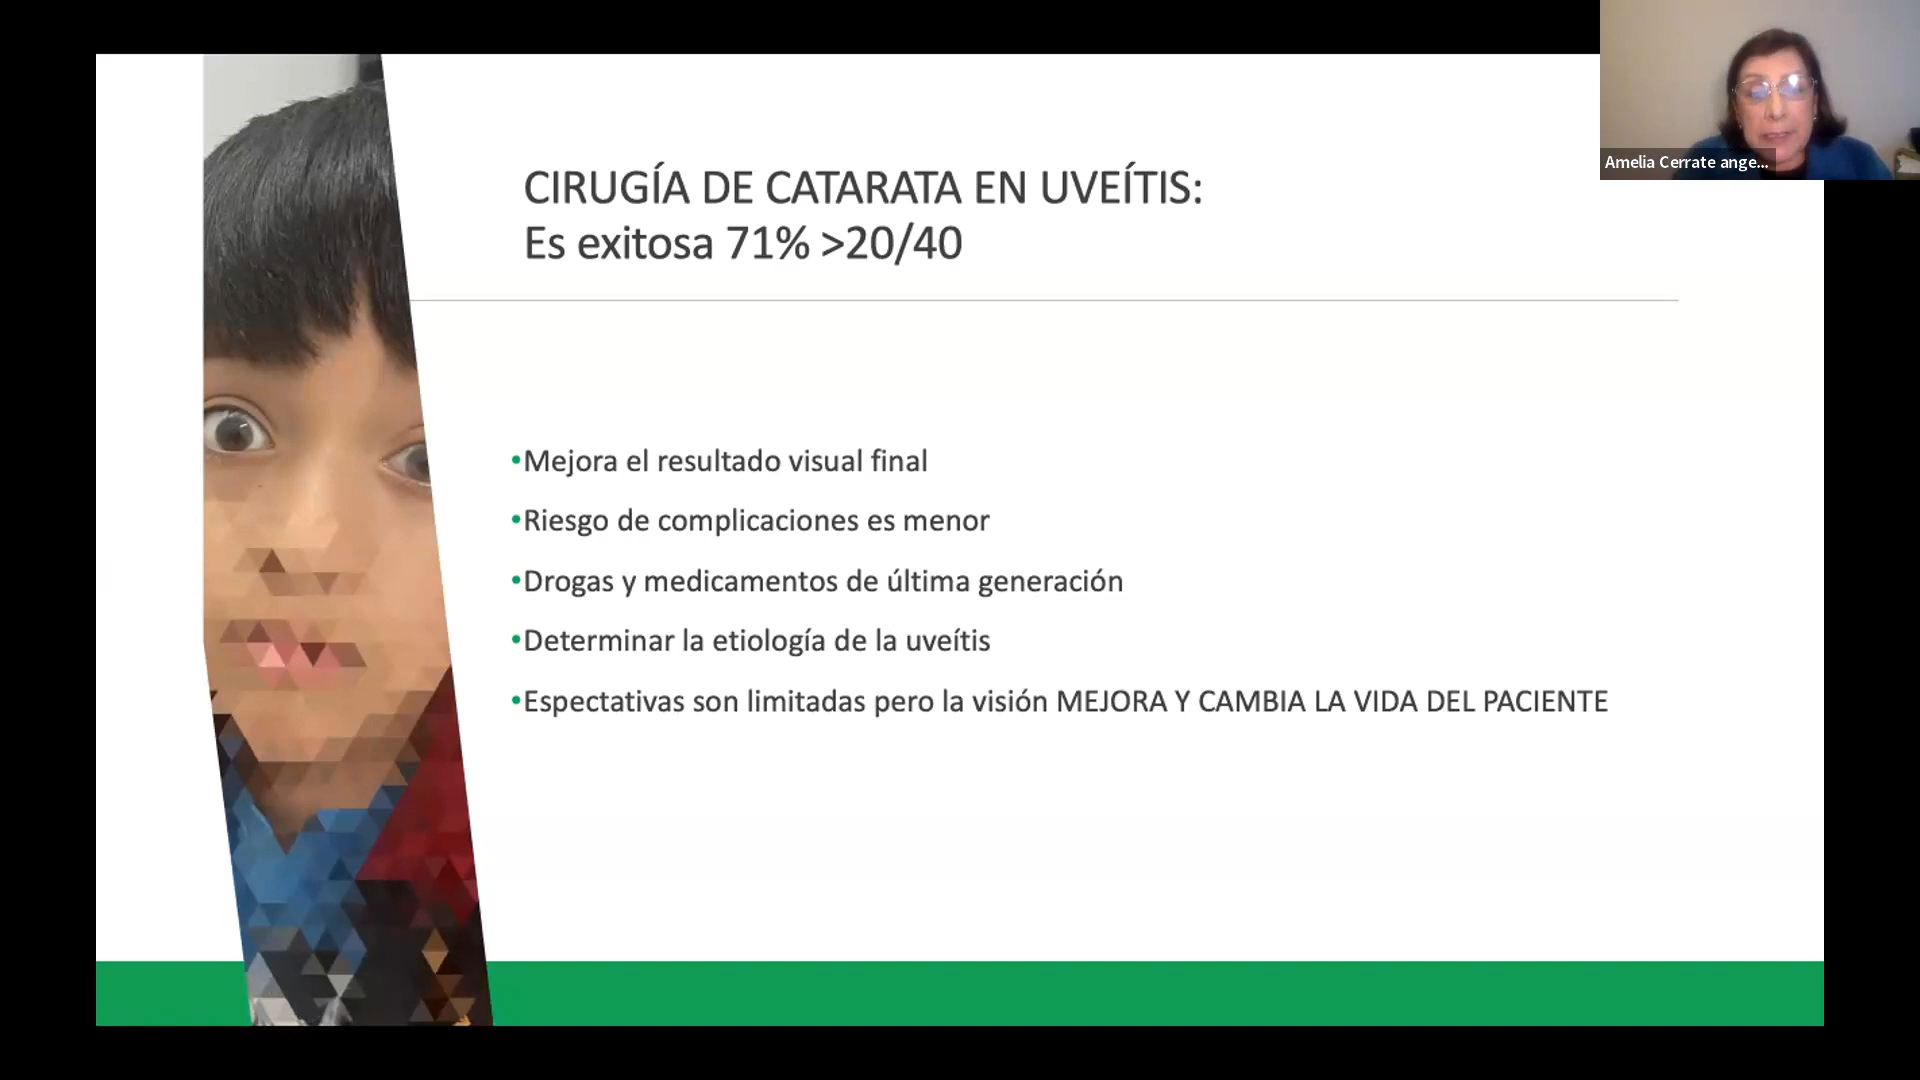 CIRUGÍA DE CATARATA EN UVEÍTIS:
Es exitosa 71% >20/40
•Mejora el resultado visual final
•Riesgo de complicaciones es menor
•Drogas y medicamentos de última generación
•Determinar la etiología de la uveítis
•Espectativas son limitadas pero la visión MEJORA Y CAMBIA LA VIDA DEL PACIENTE
Amelia Cerrate ange...